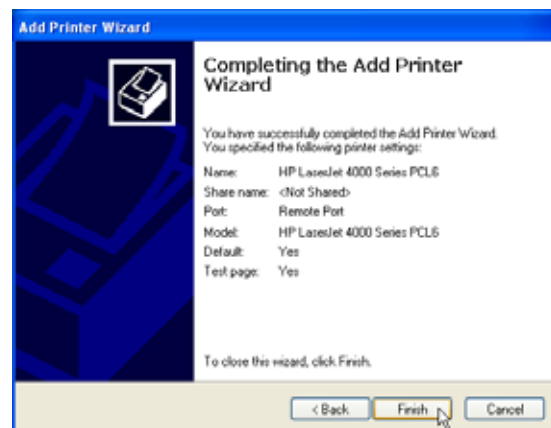 Add Printer Wizard
Completing the Add Printer
Wizard
You have successfully completed the Add Printer Wizard.
You specified the following printer settings:
Name: HP LaserJet 4000 Series PCL6
Share name: <Not Shared>
Port: Remote Port
Model: HP LaserJet 4000 Series PCL6
Default: Yes
Test page: Yes
To close this wizard, click Finish.
< Back Finish Cancel